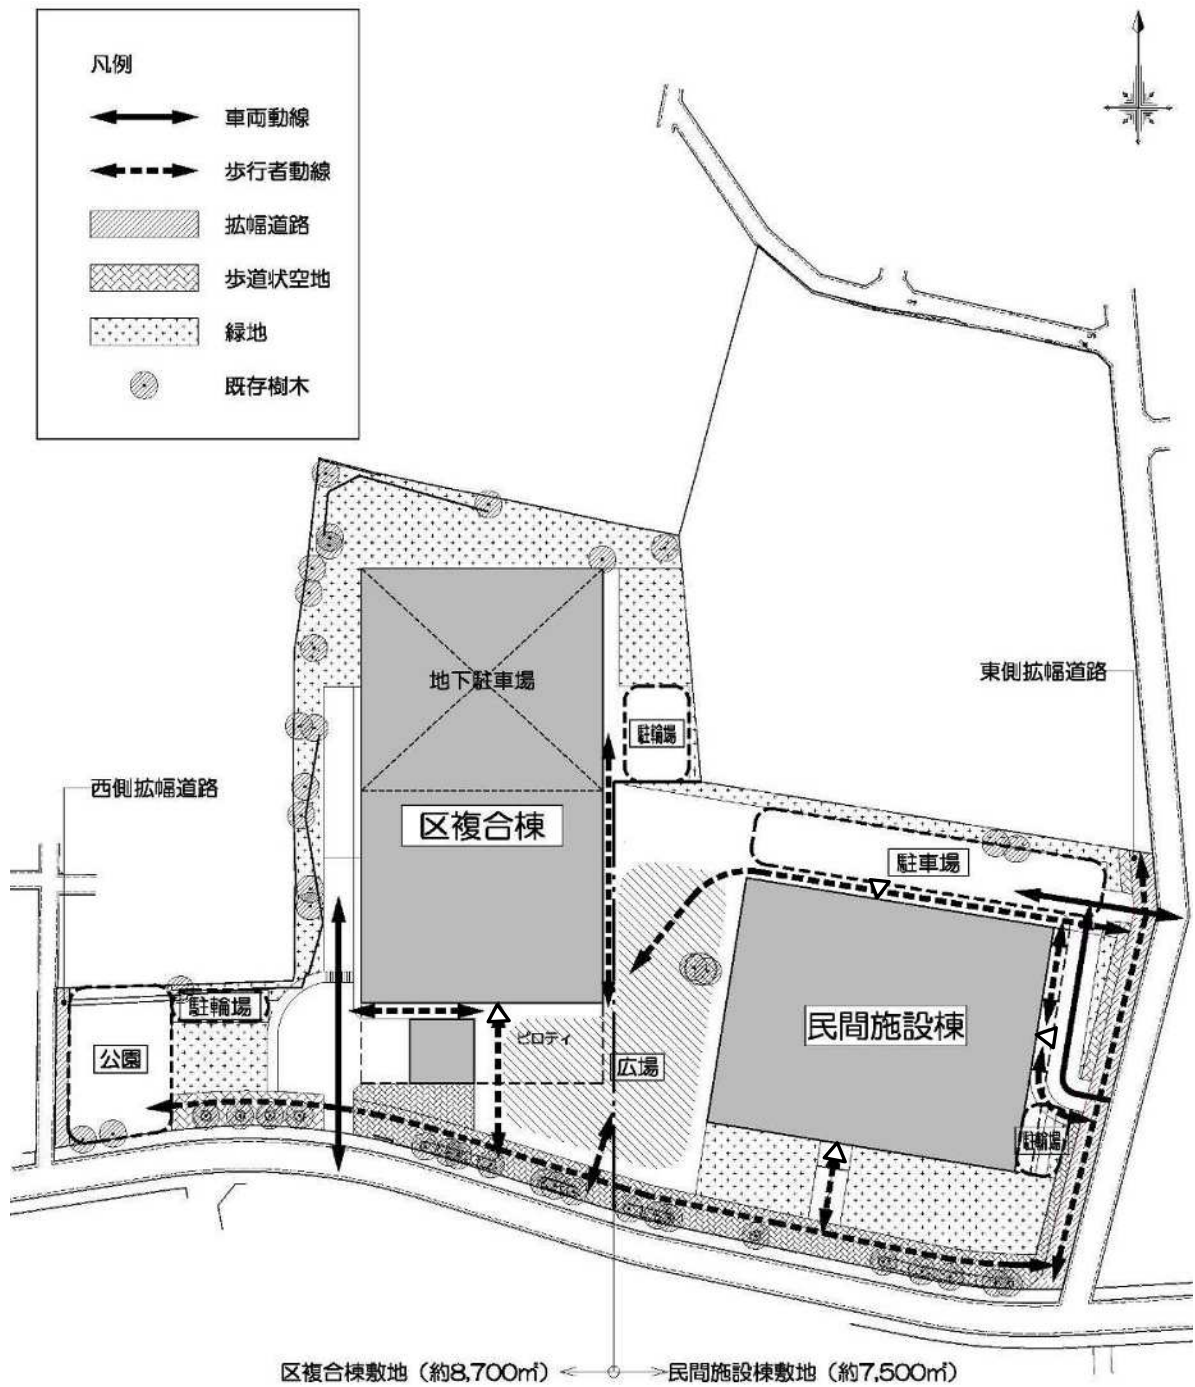 凡例
車両動線
歩行者動線
拡幅道路
歩道状空地
緑地
既存樹木
地下駐車場
東側拡幅道路
駐輪場
西側拡幅道路
区複合棟
駐車場
駐輪場
民間施設棟
ピロティ
公園
広場
駐輪場
区複合棟敷地（約8,700㎡）
民間施設棟敷地（約7,500㎡）